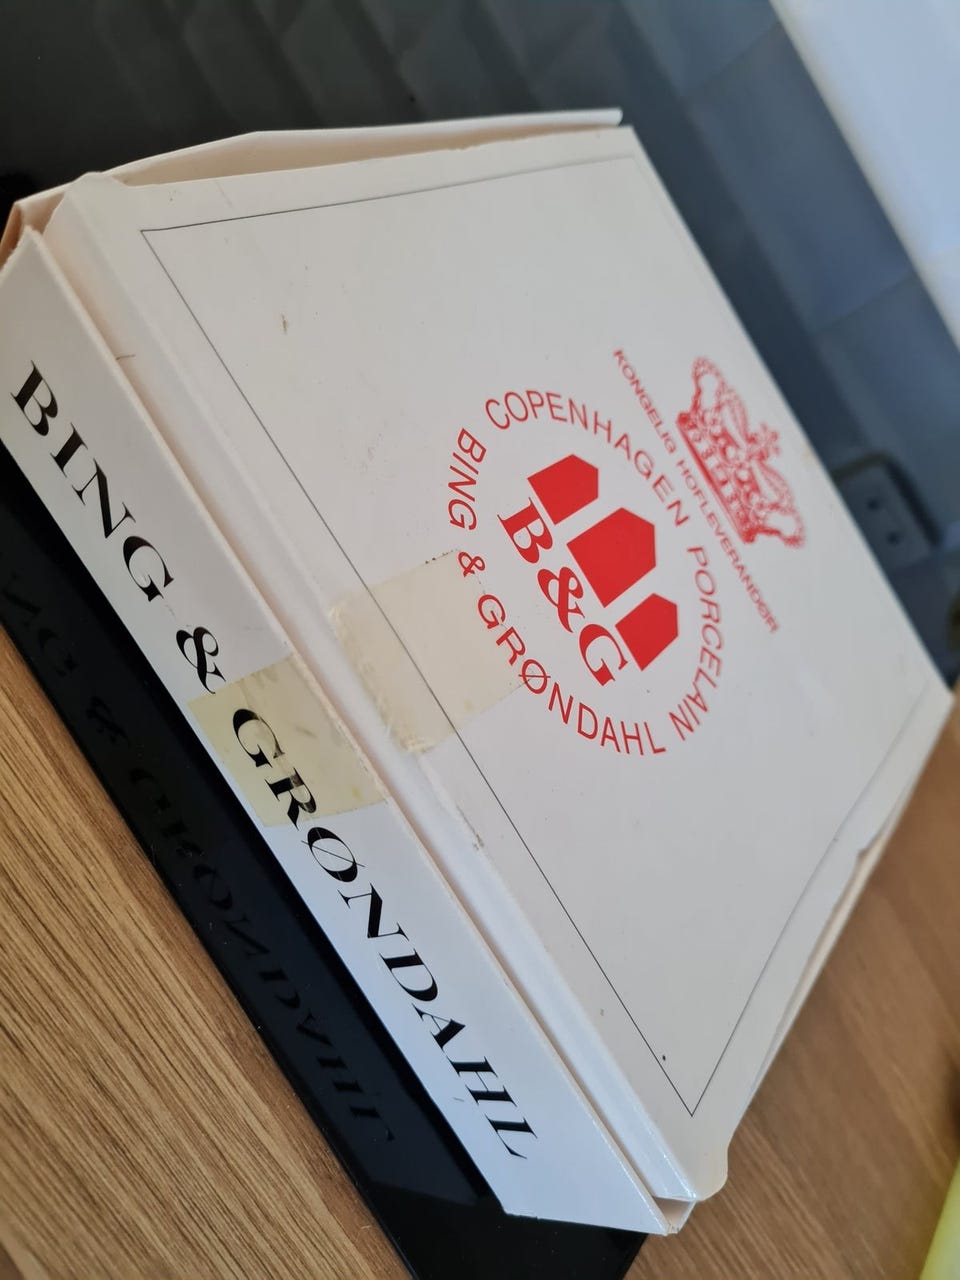 KONGELIG HOFLEVERANDØR
COPENHAGEN PORCELAIN
B&G
BING & GRØNDAHL
BING & GRØNDAHL